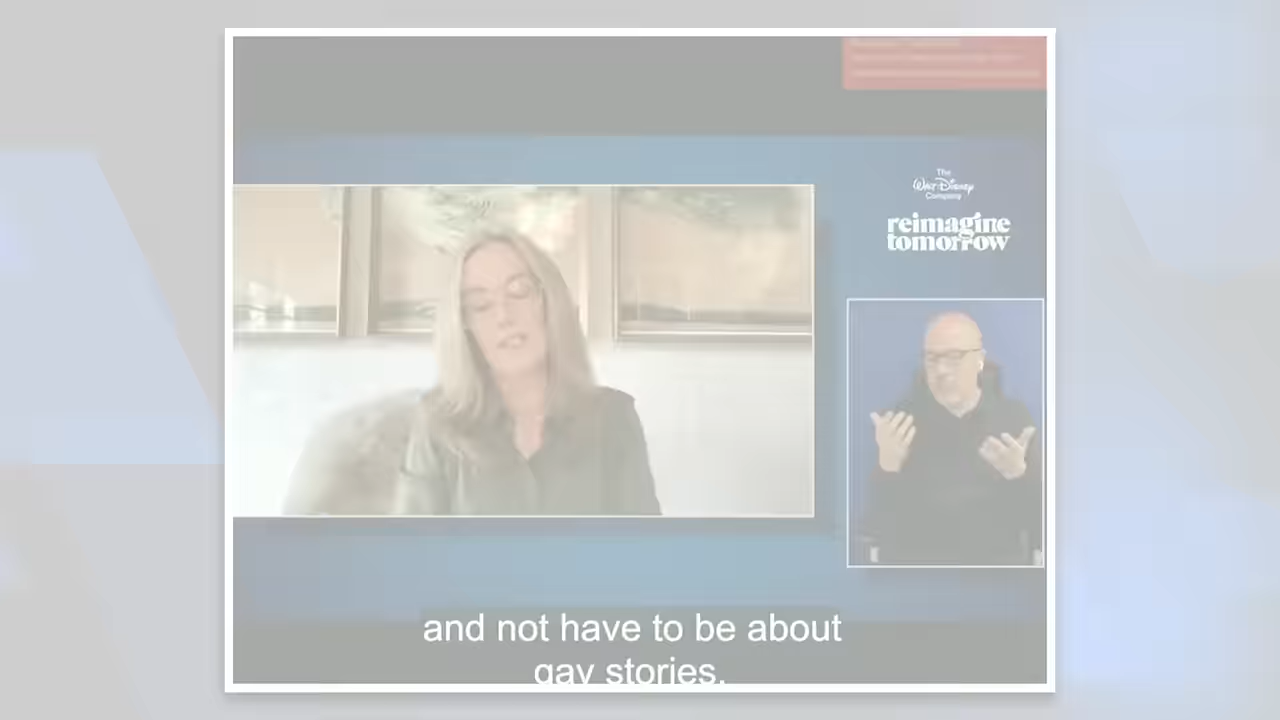 The
Walt Disney
Company
reimagine
tomorrow
and not have to be about
gay stories.